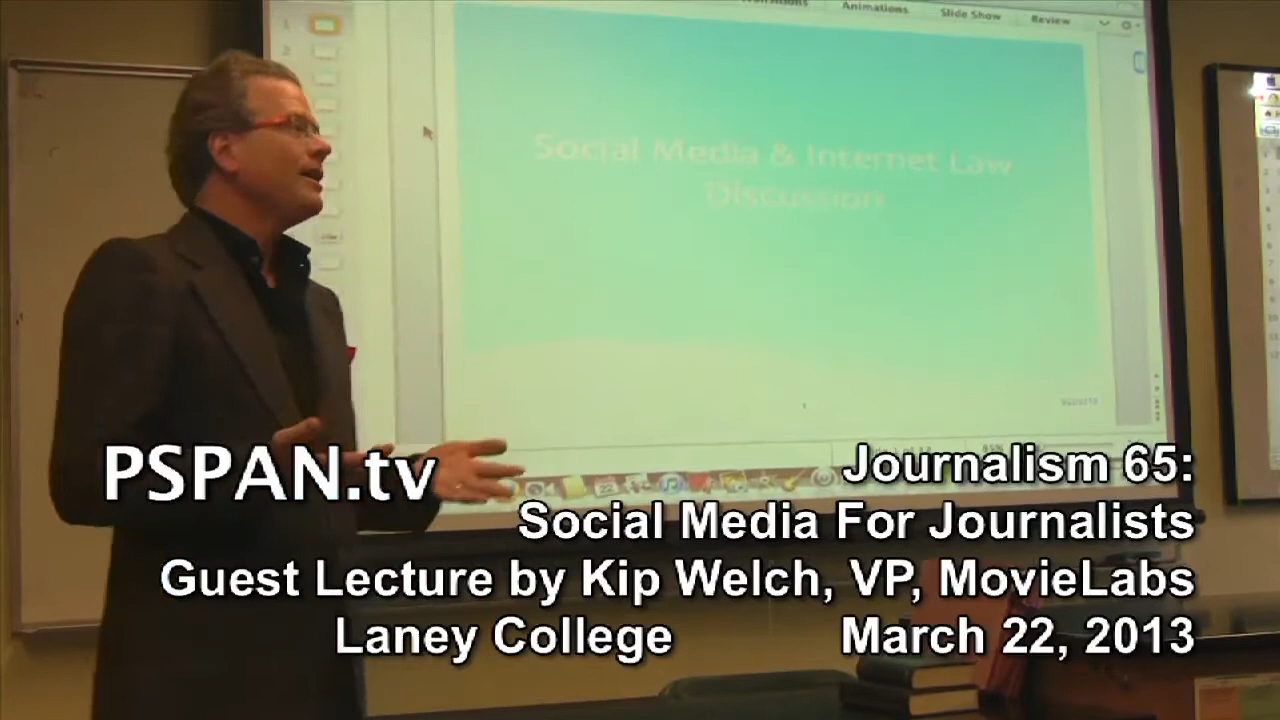 Animations
Slide Show
Review
Social Media & Internet Law
Discussion
PSPAN.tv
Journalism 65:
Social Media For Journalists
Guest Lecture by Kip Welch, VP, MovieLabs
Laney College
March 22, 2013